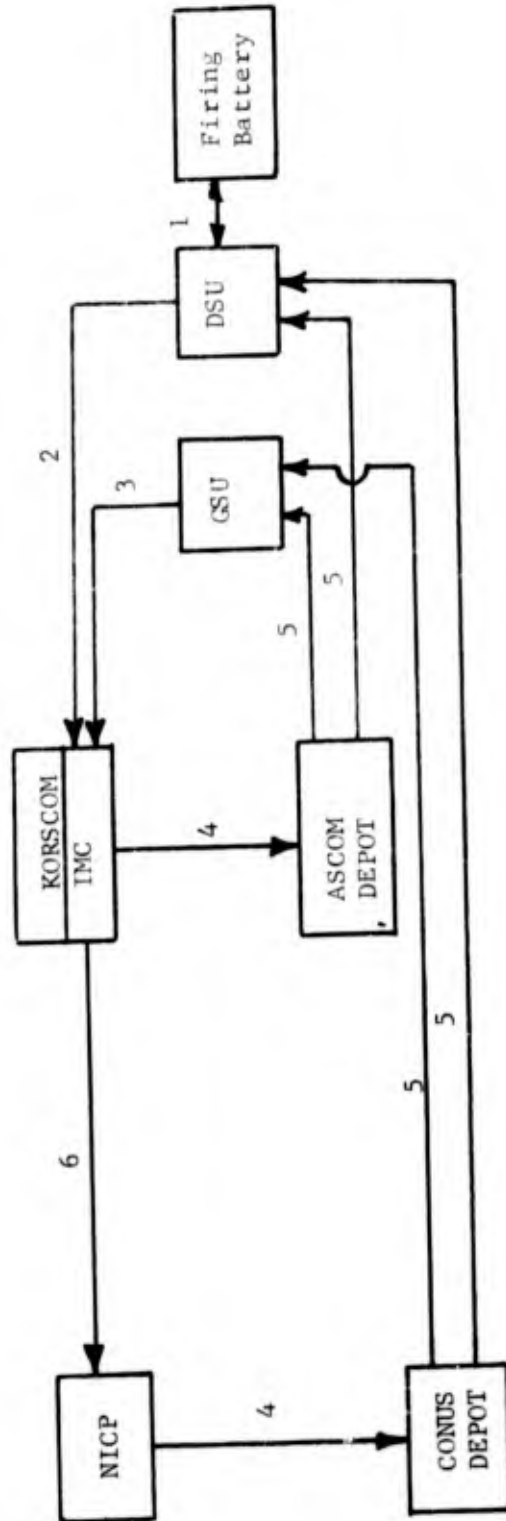 Firing
Battery
1
DSU
2
GSU
3
5
5
KORSCOM
IMC
4
ASCOM
DEPOT
6
5
5
NICP
4
CONUS
DEPOT